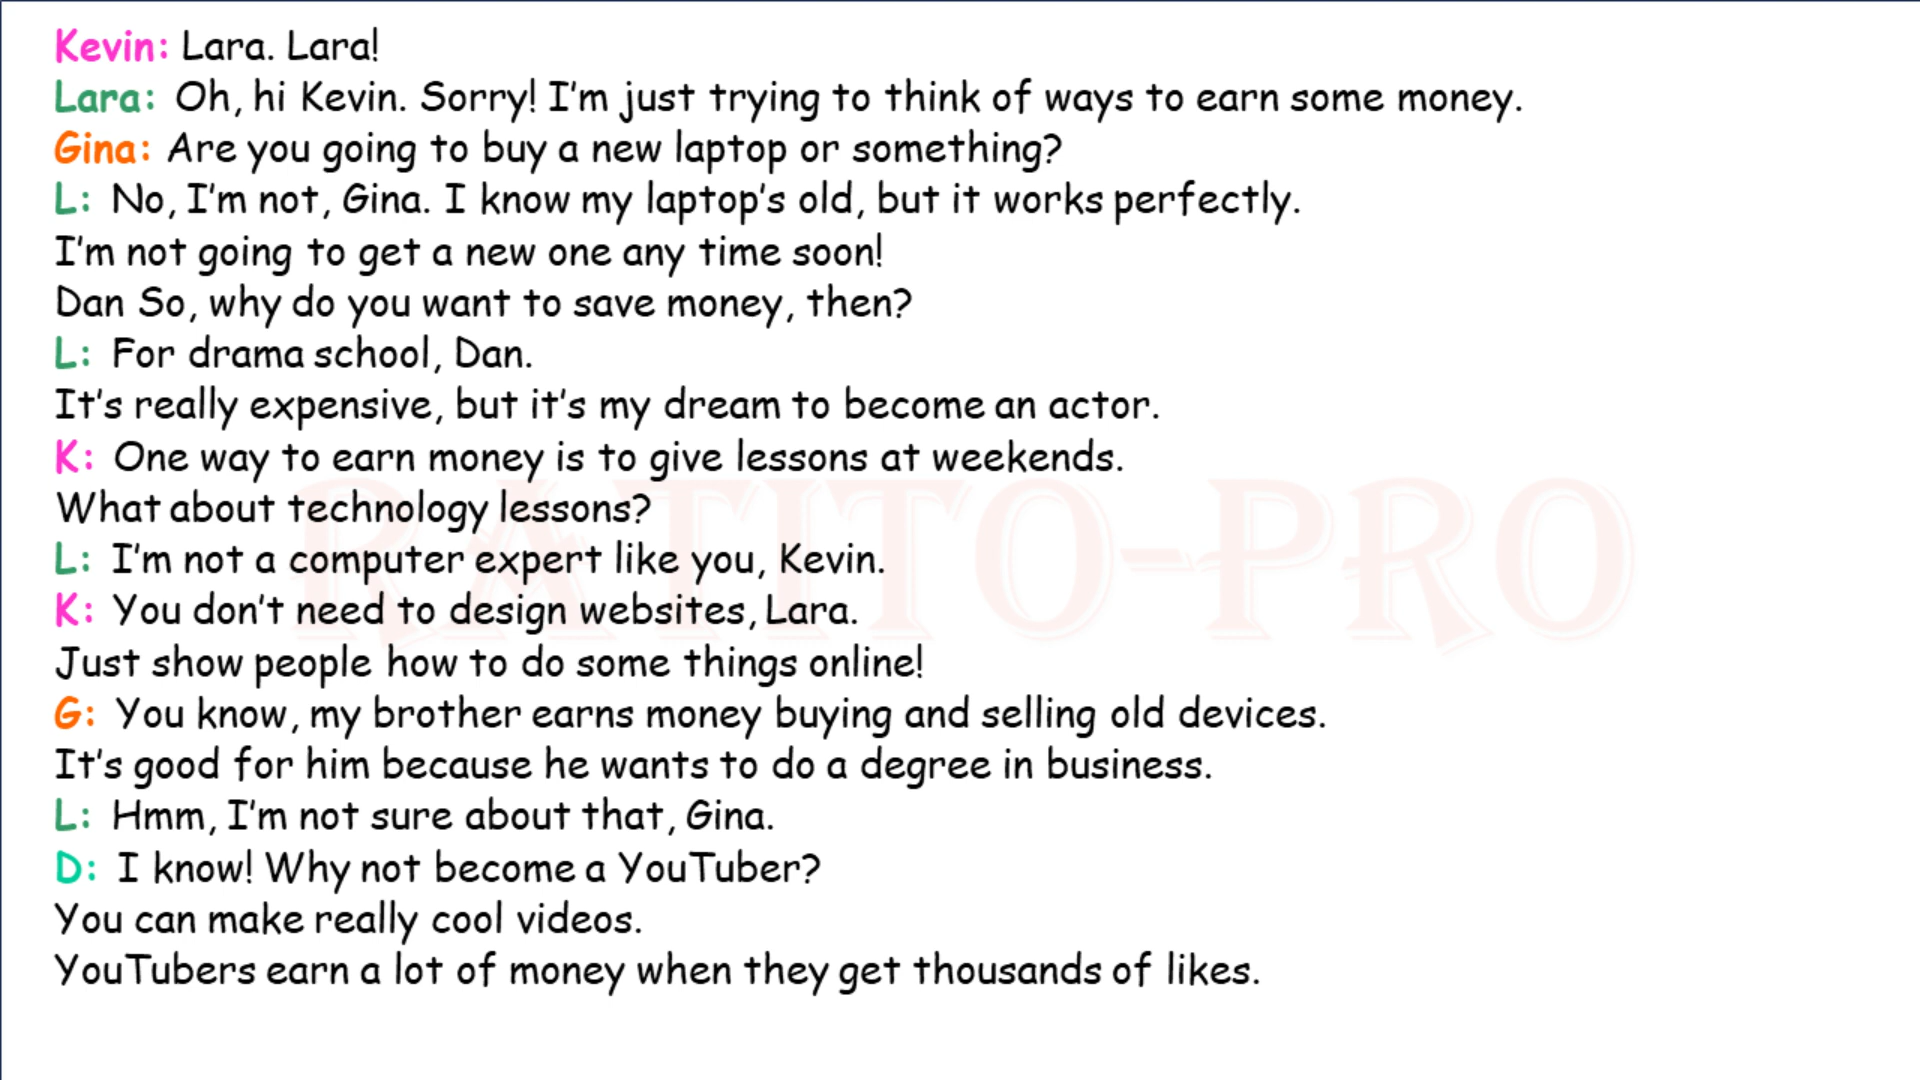 Kevin: Lara. Lara!
Lara: Oh, hi Kevin. Sorry! I'm just trying to think of ways to earn some money.
Gina: Are you going to buy a new laptop or something?
L: No, I'm not, Gina. I know my laptop's old, but it works perfectly.
I'm not going to get a new one any time soon!
Dan So, why do you want to save money, then?
L: For drama school, Dan.
It's really expensive, but it's my dream to become an actor.
K: One way to earn money is to give lessons at weekends.
What about technology lessons?
L: I'm not a computer expert like you, Kevin.
K: You don't need to design websites, Lara.
Just show people how to do some things online!
G: You know, my brother earns money buying and selling old devices.
It's good for him because he wants to do a degree in business.
L: Hmm, I'm not sure about that, Gina.
D: I know! Why not become a YouTuber?
You can make really cool videos.
YouTubers earn a lot of money when they get thousands of likes.
RATITO-PRO